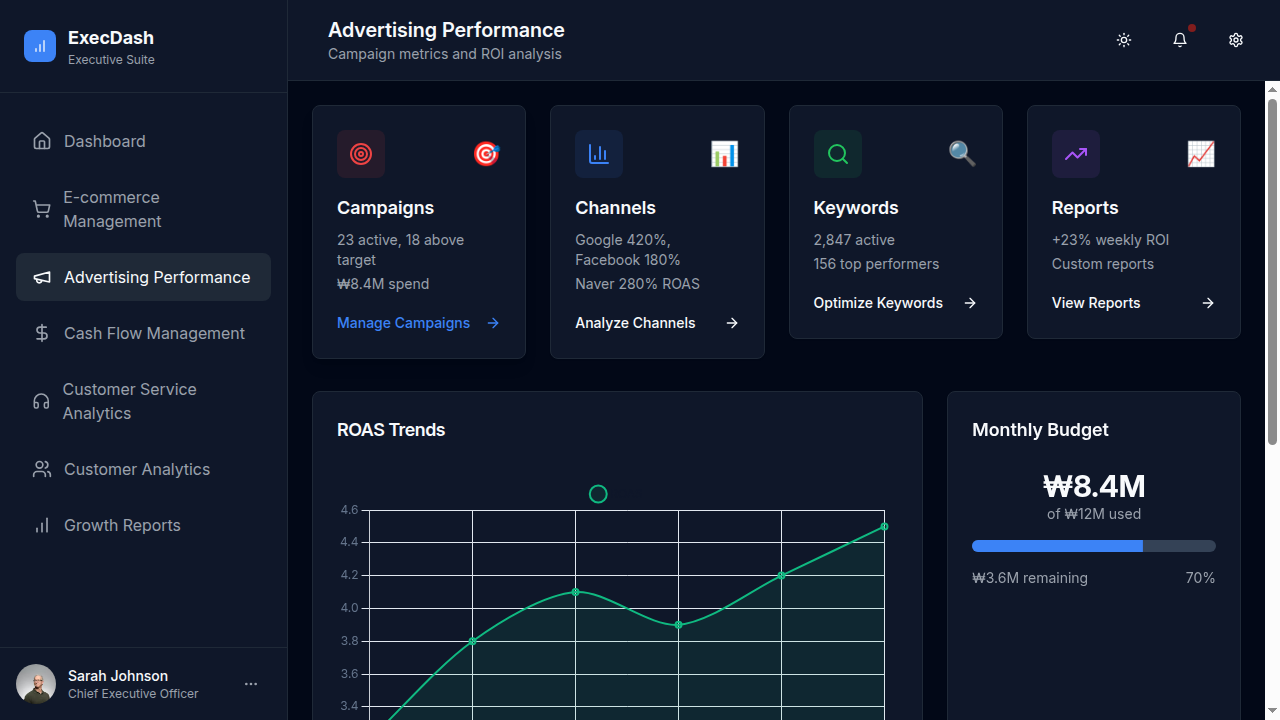 ExecDash
Executive Suite
Dashboard
E-commerce
Management
Advertising Performance
Cash Flow Management
Customer Service
Analytics
Customer Analytics
Growth Reports
Sarah Johnson
Chief Executive Officer
Advertising Performance
Campaign metrics and ROI analysis
Campaigns
23 active, 18 above
target
₩8.4M spend
Manage Campaigns
Channels
Google 420%,
Facebook 180%
Naver 280% ROAS
Analyze Channels
Keywords
2,847 active
156 top performers
Optimize Keywords
Reports
+23% weekly ROI
Custom reports
View Reports
ROAS Trends
4.6
4.4
4.2
4.0
3.8
3.6
3.4
Monthly Budget
₩8.4M
of ₩12M used
₩3.6M remaining
70%